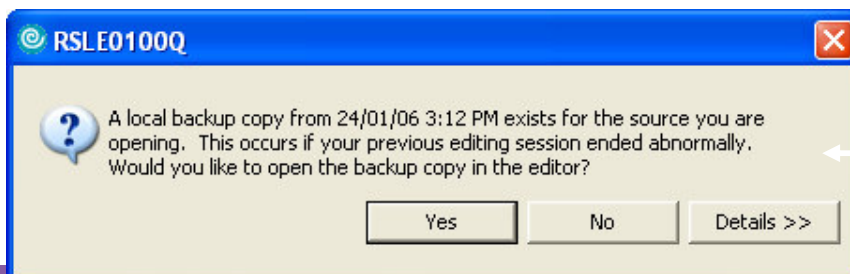 RSLE0100Q
A local backup copy from 24/01/06 3:12 PM exists for the source you are
opening. This occurs if your previous editing session ended abnormally.
Would you like to open the backup copy in the editor?
Yes No Details >>